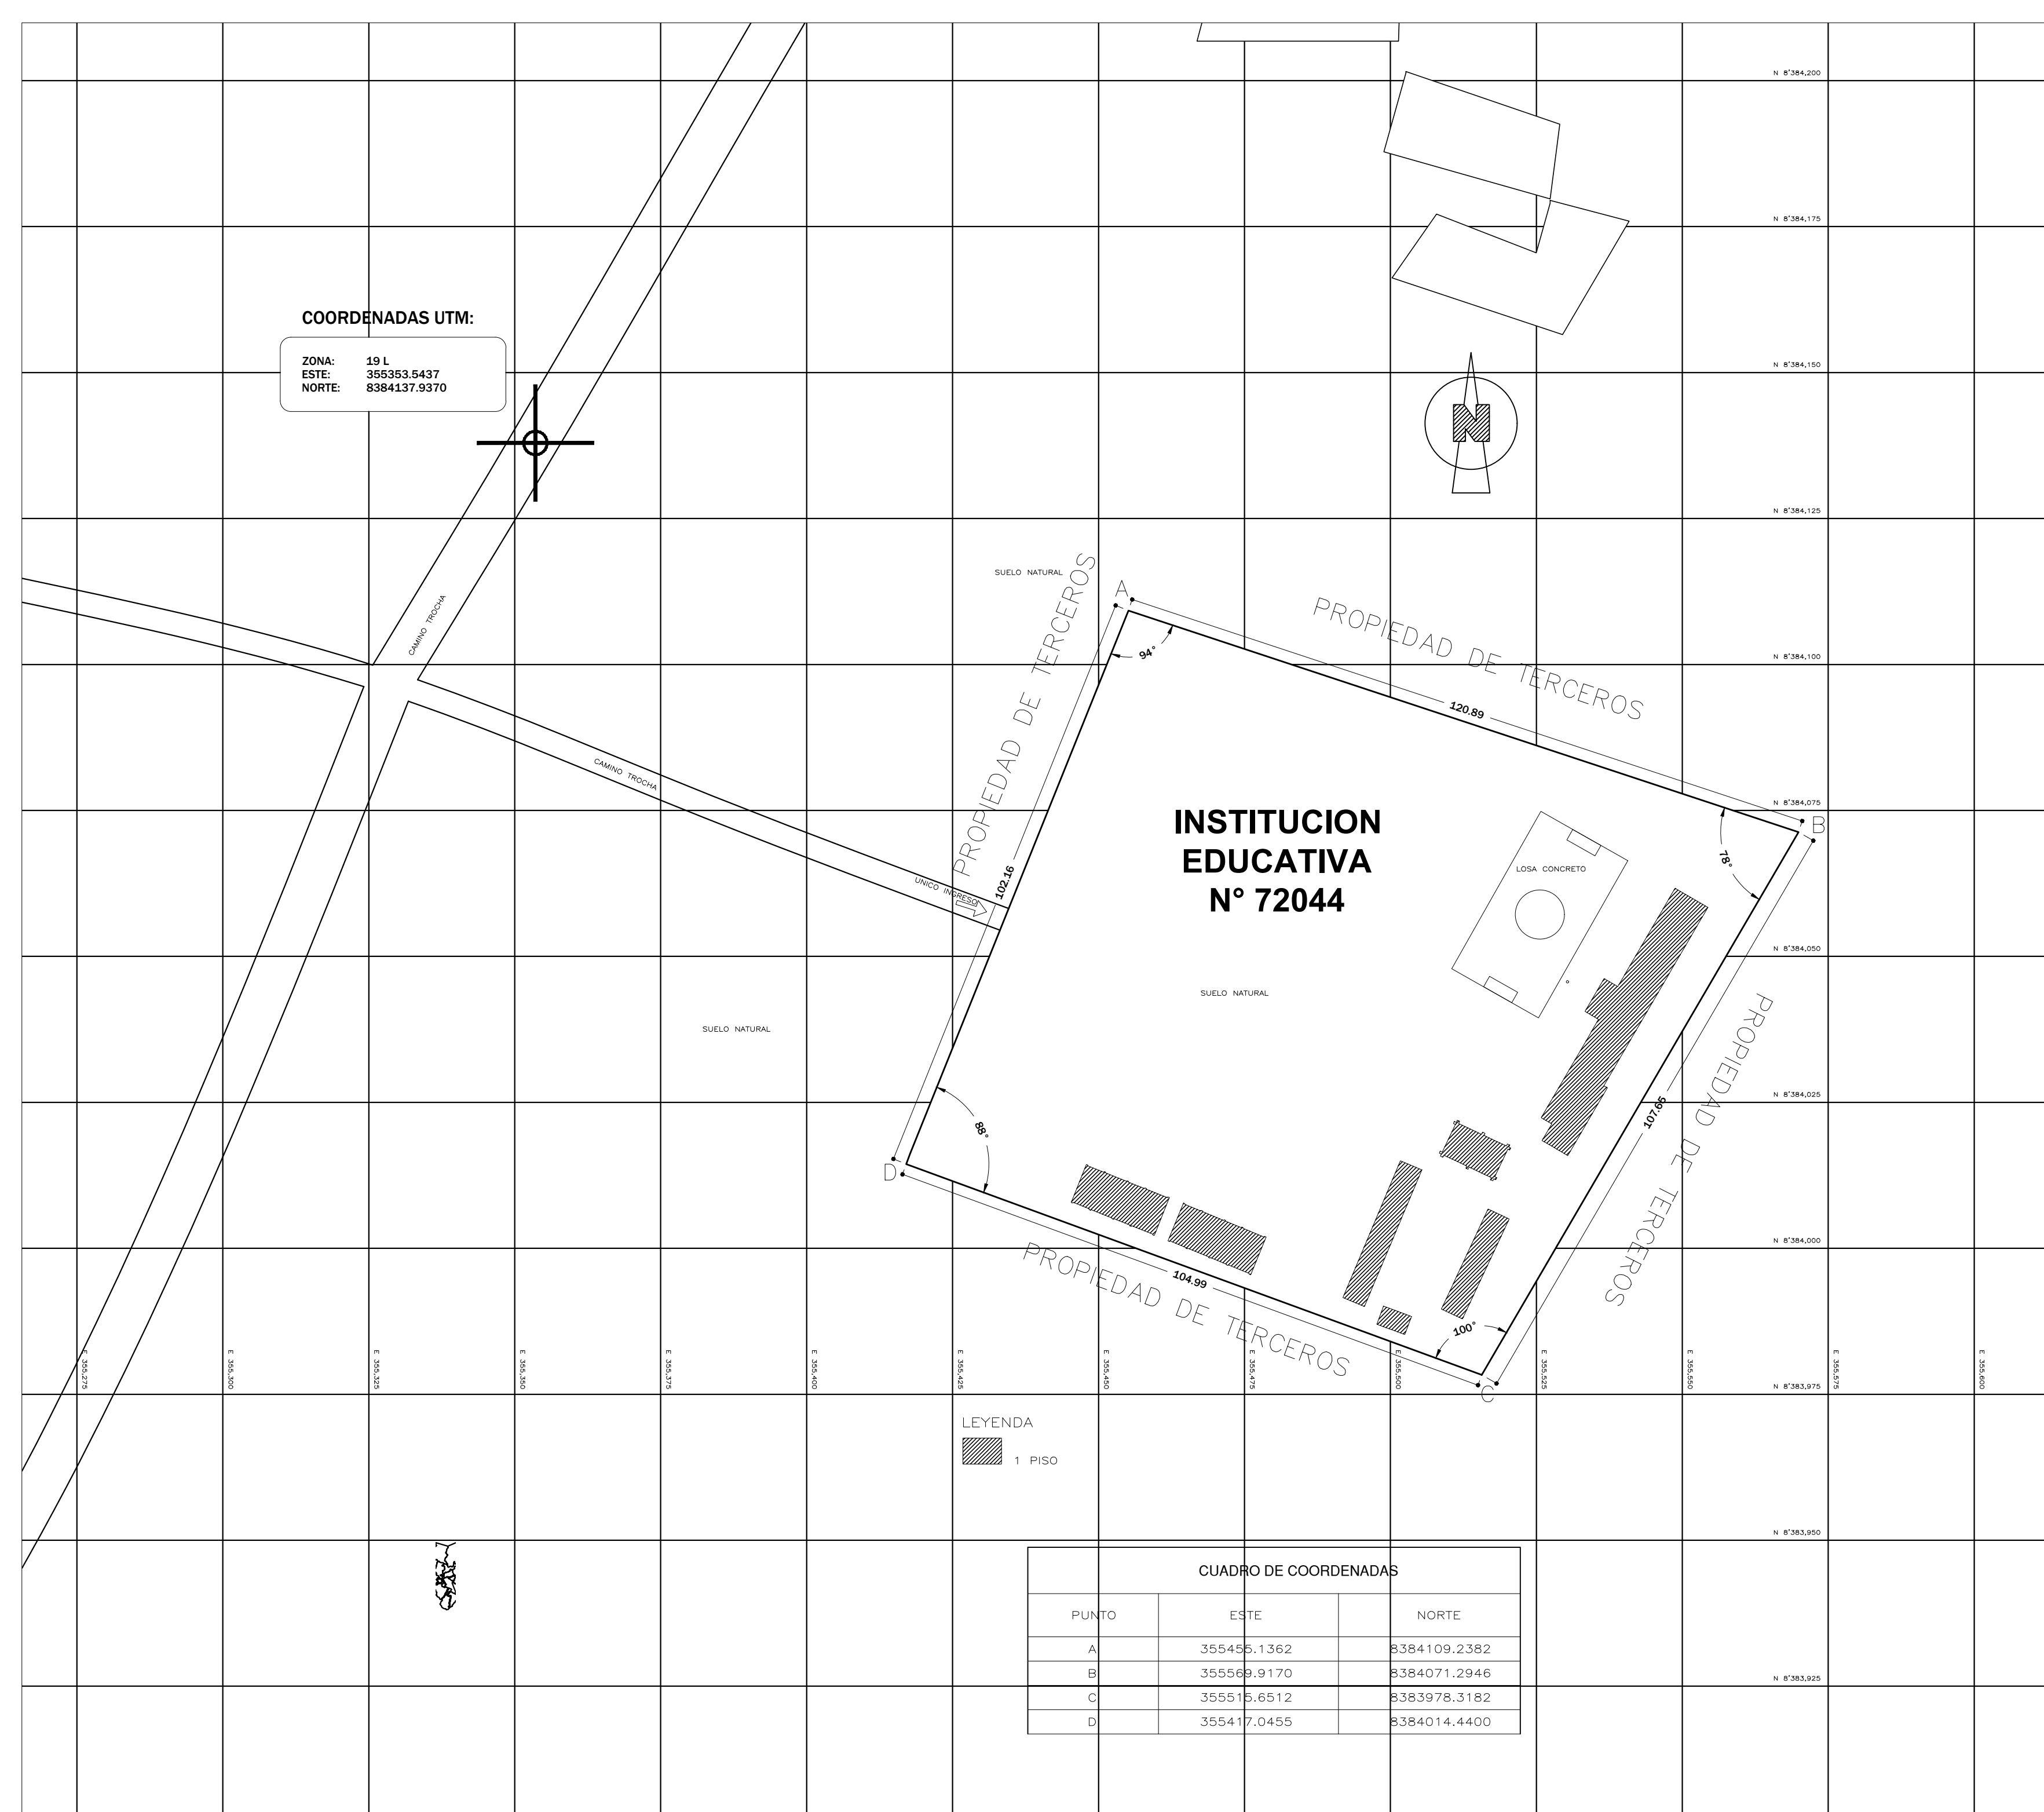 N 8'384,200
N 8'384,175
COORDENADAS UTM:
ZONA: 19 L
ESTE: 355353.5437
NORTE: 8384137.9370
N 8'384,150
N
N 8'384,125
SUELO NATURAL
A
PROPIEDAD DE TERCEROS
PROPIEDAD DE TERCEROS
CAMINO TROCHA
94°
N 8'384,100
120.89
CAMINO TROCHA
N 8'384,075
B
78°
INSTITUCION
EDUCATIVA
N° 72044
LOSA CONCRETO
102.16
UNICO INGRESO
N 8'384,050
SUELO NATURAL
SUELO NATURAL
PROPIEDAD DE TERCEROS
N 8'384,025
107.65
88°
D
N 8'384,000
PROPIEDAD DE TERCEROS
104.99
100°
E 355,275
E 355,300
E 355,325
E 355,350
E 355,375
E 355,400
E 355,425
E 355,450
E 355,475
E 355,500
E 355,525
E 355,550
E 355,575
E 355,600
N 8'383,975
C
LEYENDA
1 PISO
N 8'383,950
CUADRO DE COORDENADAS
PUNTO ESTE NORTE
A 355455.1362 8384109.2382
B 355569.9170 8384071.2946
C 355515.6512 8383978.3182
D 355417.0455 8384014.4400
N 8'383,925